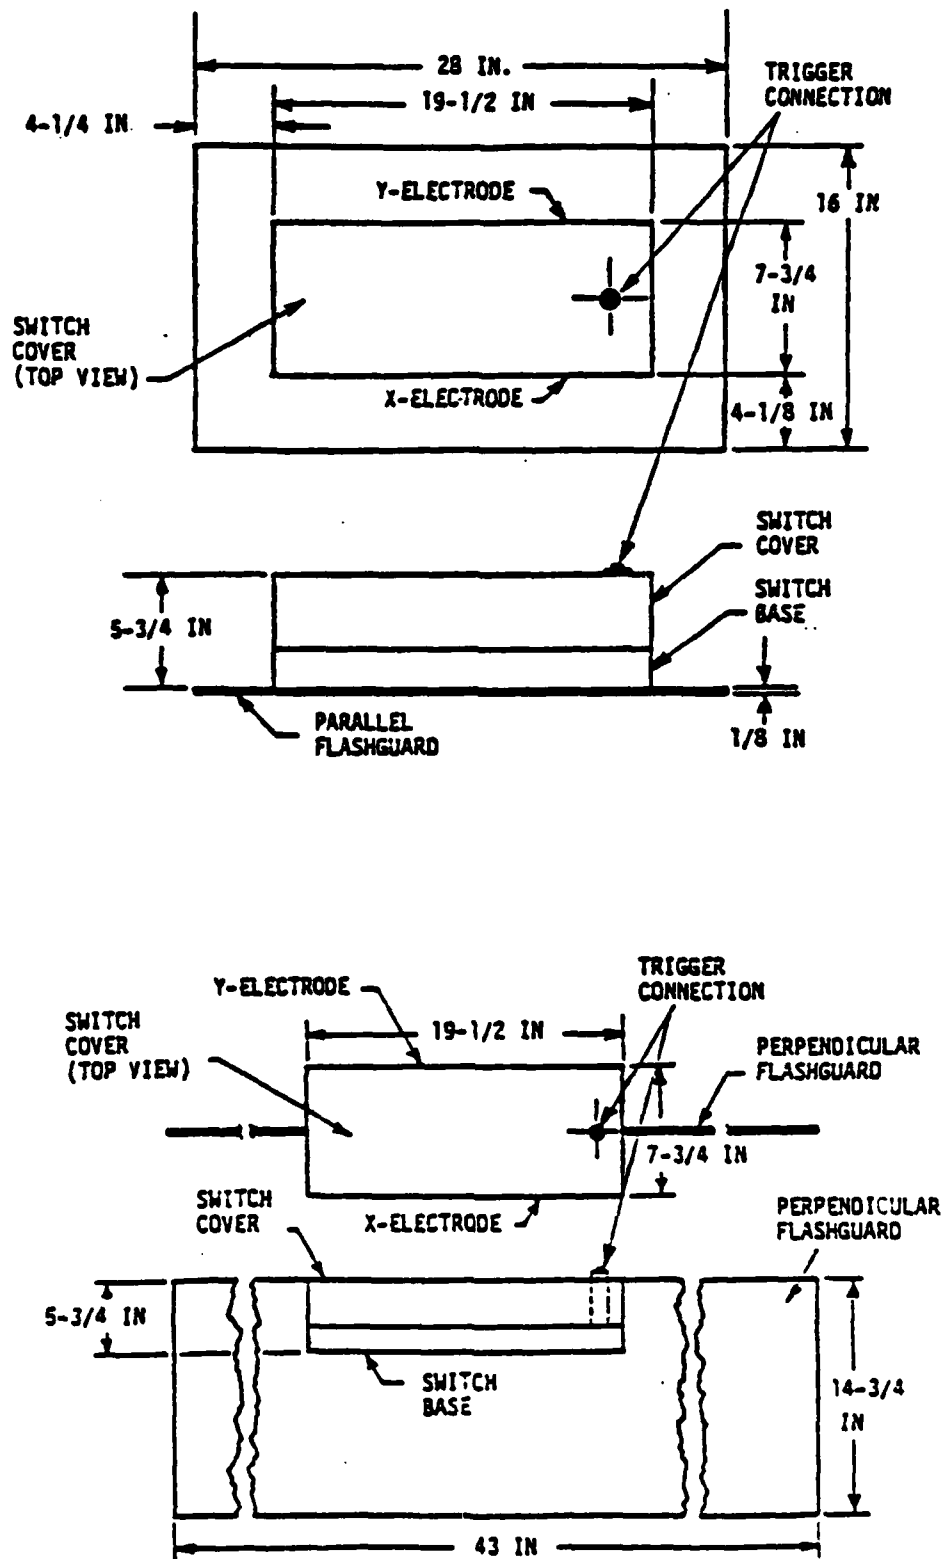 28 IN.
19-1/2 IN
TRIGGER
CONNECTION
4-1/4 IN
Y-ELECTRODE
16 IN
7-3/4
IN
SWITCH
COVER
(TOP VIEW)
X-ELECTRODE
4-1/8 IN
SWITCH
COVER
SWITCH
BASE
5-3/4 IN
PARALLEL
FLASHGUARD
1/8 IN
TRIGGER
CONNECTION
Y-ELECTRODE
SWITCH
COVER
(TOP VIEW)
19-1/2 IN
PERPENDICULAR
FLASHGUARD
7-3/4 IN
SWITCH
COVER
X-ELECTRODE
PERPENDICULAR
FLASHGUARD
5-3/4 IN
SWITCH
BASE
14-3/4
IN
43 IN